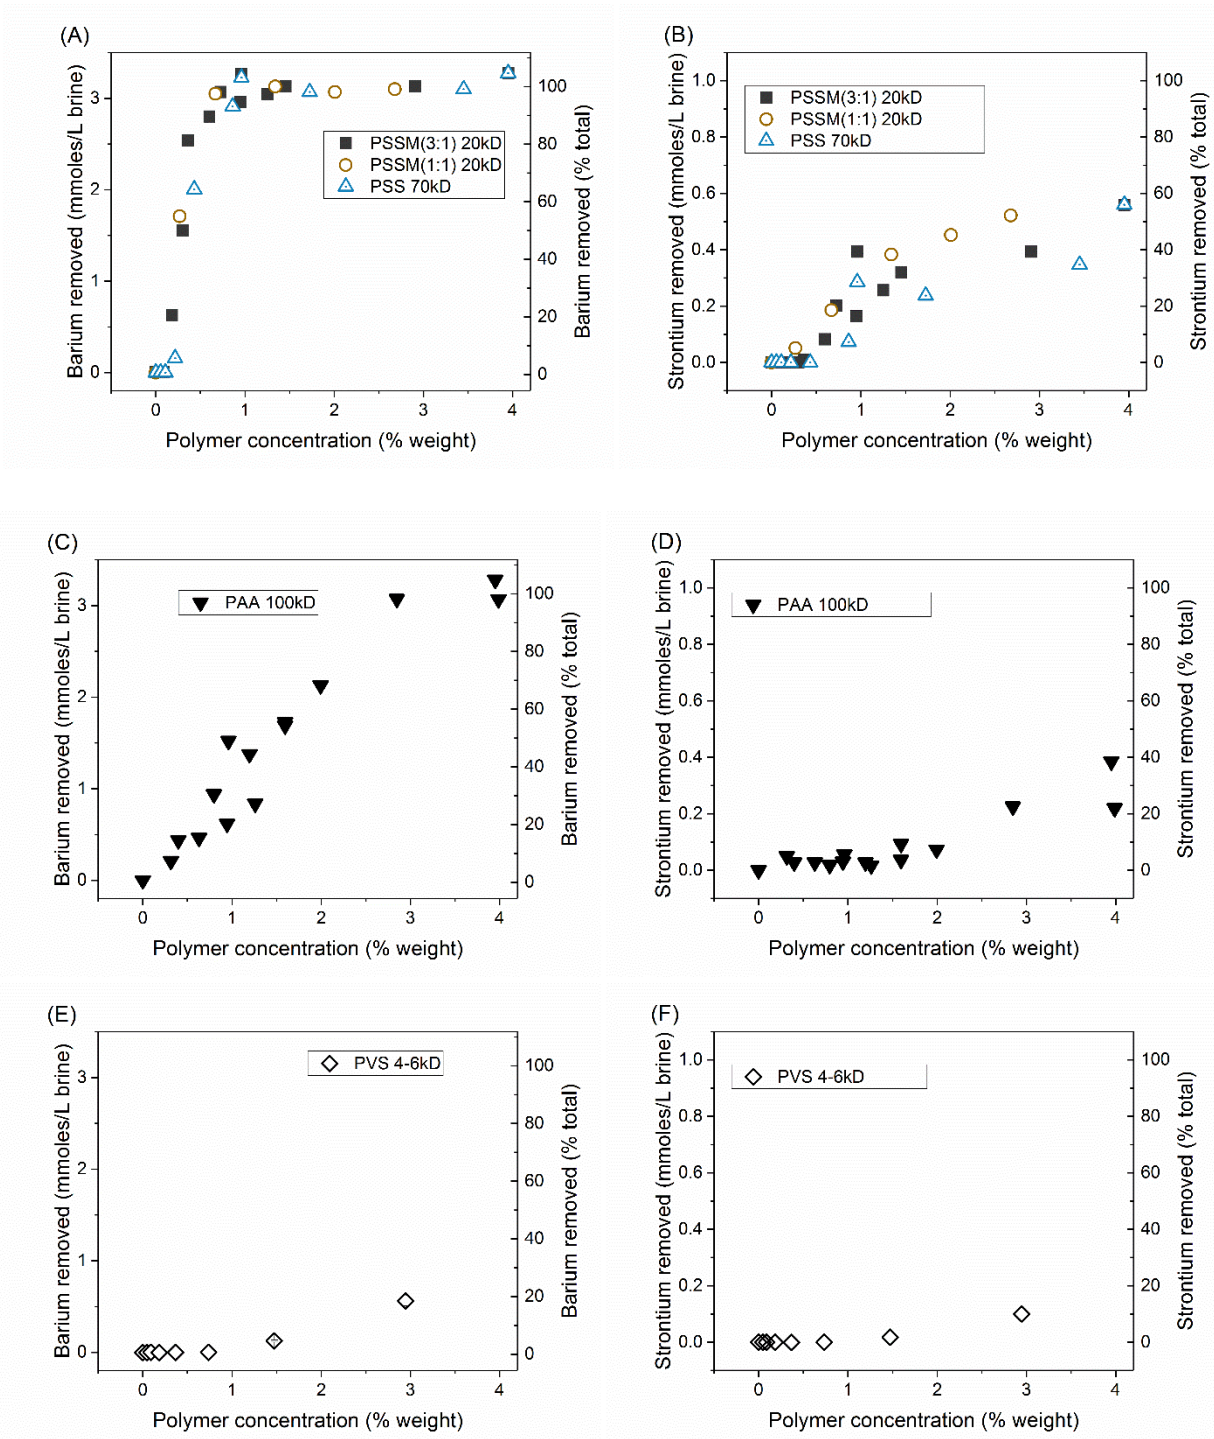 (A)
Barium removed (mmoles/L brine)
3
2
1
0
PSSM(3:1) 20kD
PSSM(1:1) 20kD
PSS 70kD
100
80
60
40
20
0
Barium removed (% total)
0 1 2 3 4
Polymer concentration (% weight)
(B)
Strontium removed (mmoles/L brine)
1.0
0.8
0.6
0.4
0.2
0.0
PSSM(3:1) 20kD
PSSM(1:1) 20kD
PSS 70kD
100
80
60
40
20
0
Strontium removed (% total)
0 1 2 3 4
Polymer concentration (% weight)
(C)
Barium removed (mmoles/L brine)
3
2
1
0
PAA 100kD
100
80
60
40
20
0
Barium removed (% total)
0 1 2 3 4
Polymer concentration (% weight)
(D)
Strontium removed (mmoles/L brine)
1.0
0.8
0.6
0.4
0.2
0.0
PAA 100kD
100
80
60
40
20
0
Strontium removed (% total)
0 1 2 3 4
Polymer concentration (% weight)
(E)
Barium removed (mmoles/L brine)
3
2
1
0
PVS 4-6kD
100
80
60
40
20
0
Barium removed (% total)
0 1 2 3 4
Polymer concentration (% weight)
(F)
Strontium removed (mmoles/L brine)
1.0
0.8
0.6
0.4
0.2
0.0
PVS 4-6kD
100
80
60
40
20
0
Strontium removed (% total)
0 1 2 3 4
Polymer concentration (% weight)